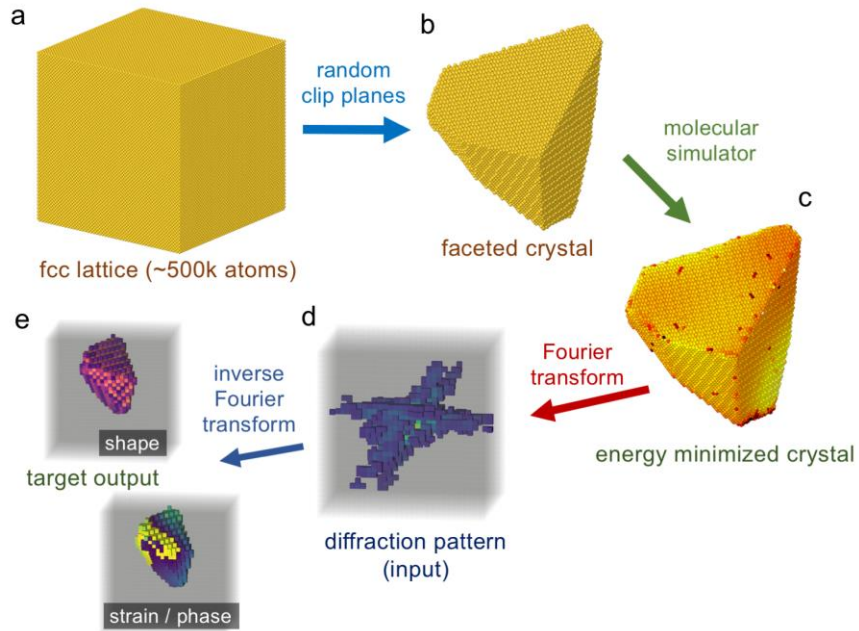 a
random
clip planes
b
molecular
simulator
fcc lattice (~500k atoms)
faceted crystal
c
e
shape
target output
strain / phase
inverse
Fourier
transform
d
diffraction pattern
(input)
Fourier
transform
energy minimized crystal